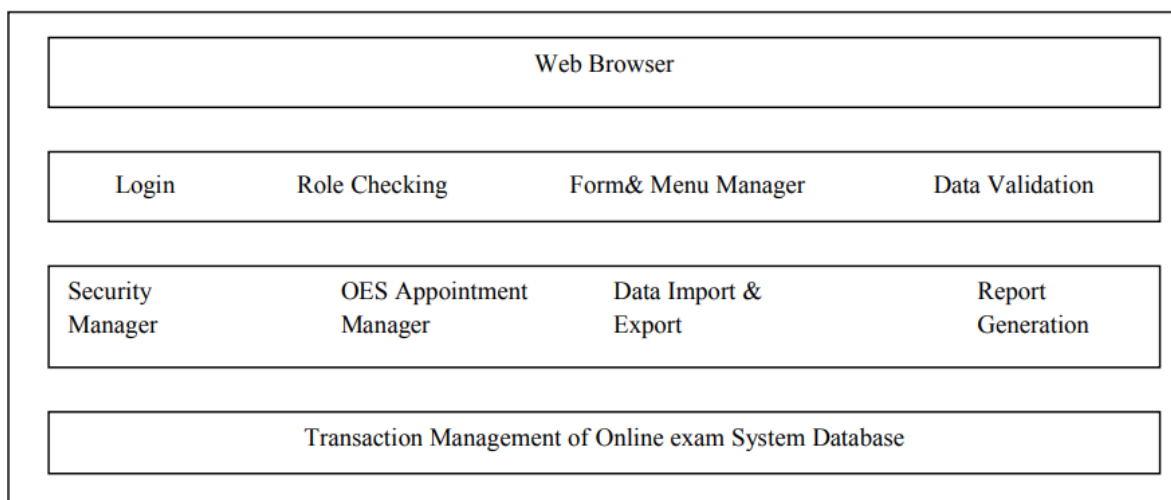 Web Browser
Login Role Checking Form& Menu Manager Data Validation
Security OES Appointment Data Import & Report
Manager Manager Export Generation
Transaction Management of Online exam System Database